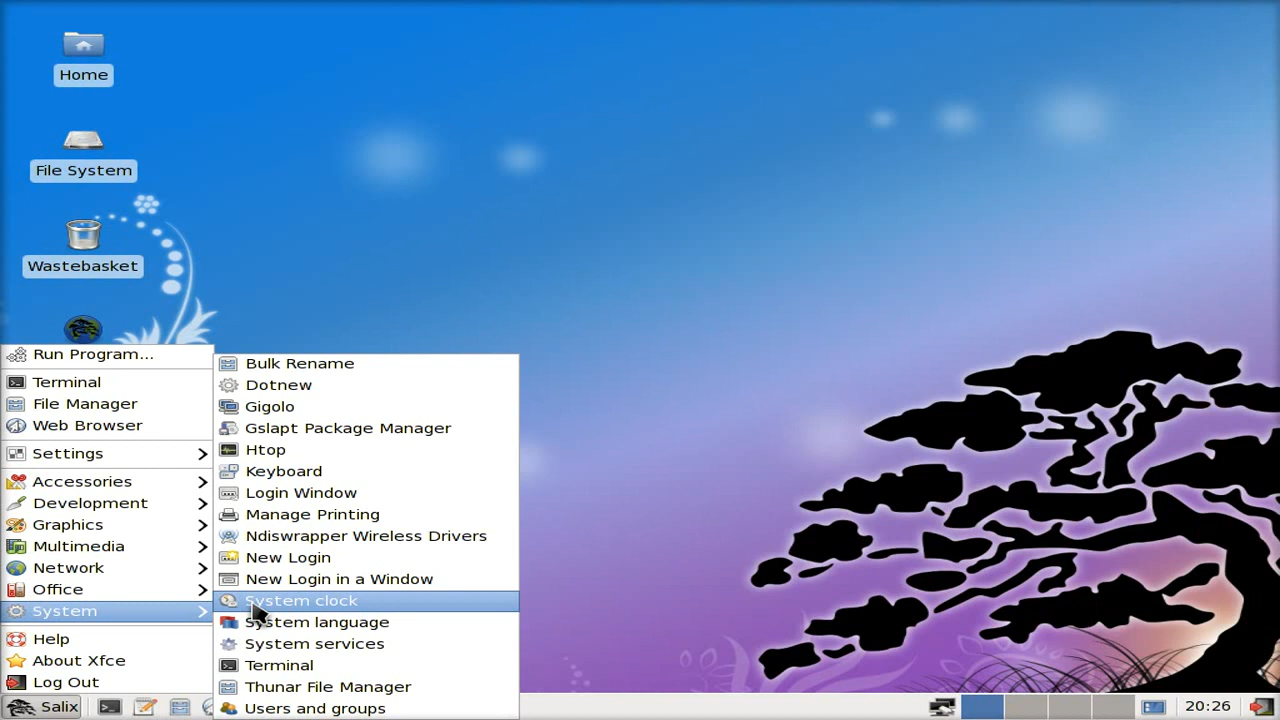 Home
File System
Wastebasket
Run Program...
Terminal
File Manager
Web Browser
Settings
Accessories
Development
Graphics
Multimedia
Network
Office
System
Help
About Xfce
Log Out
Bulk Rename
Dotnew
Gigolo
Gslapt Package Manager
Htop
Keyboard
Login Window
Manage Printing
Ndiswrapper Wireless Drivers
New Login
New Login in a Window
System clock
System language
System services
Terminal
Thunar File Manager
Users and groups
Salix
20:26